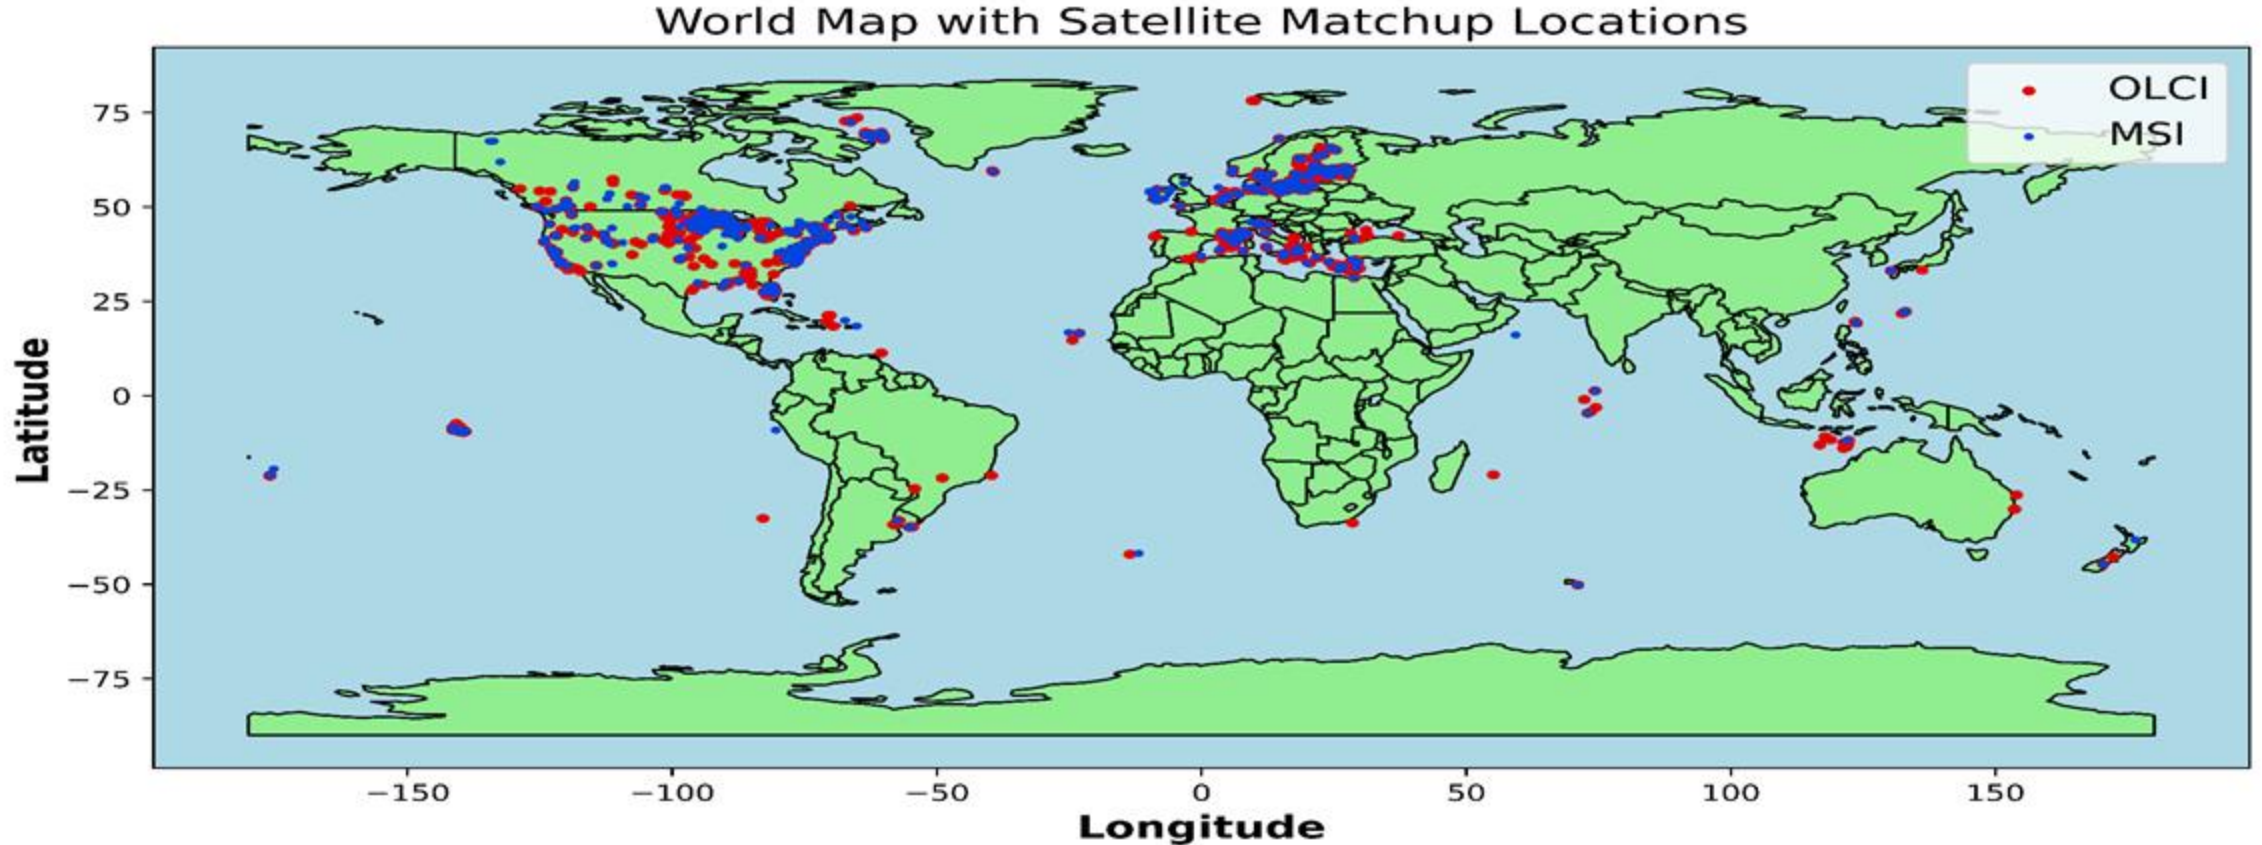 World Map with Satellite Matchup Locations
OLCI
MSI
75
50
25
0
−25
−50
−75
Latitude
−150 −100 −50 0 50 100 150
Longitude